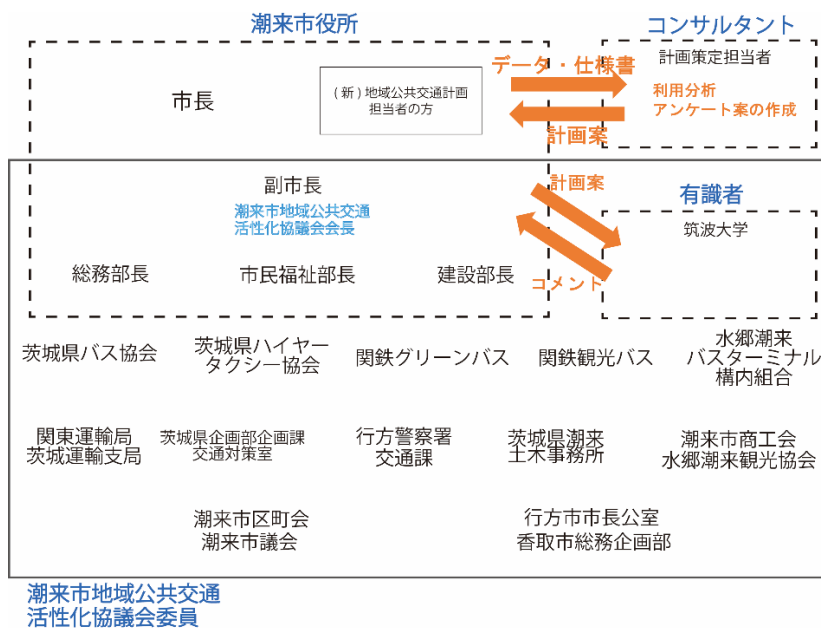 潮来市役所
コンサルタント
市長
(新)地域公共交通計画
担当者の方
データ・仕様書
計画案
計画策定担当者
利用分析
アンケート案の作成
副市長
潮来市地域公共交通
活性化協議会会長
総務部長
市民福祉部長
建設部長
計画案
コメント
有識者
筑波大学
茨城県バス協会
茨城県ハイヤー
タクシー協会
関鉄グリーンバス
関鉄観光バス
水郷潮来
バスターミナル
構内組合
関東運輸局
茨城運輸支局
茨城県企画部企画課
交通対策室
行方警察署
交通課
茨城県潮来
土木事務所
潮来市商工会
水郷潮来観光協会
潮来市区町会
潮来市議会
行方市市長公室
香取市総務企画部
潮来市地域公共交通
活性化協議会委員